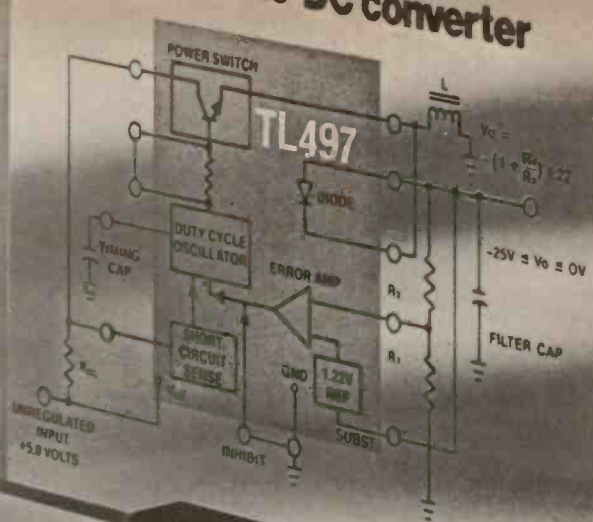 DC converter
POWER SWITCH
TL497
L
Vo =
DIODE
DUTY CYCLE
OSCILLATOR
TIMING
CAP
ERROR AMP
-25V ≤ Vo ≤ 0V
R2
FILTER CAP
SHORT
CIRCUIT
SENSE
GND
1.22V
REF
R1
SUBST
UNREGULATED
INPUT
+5.0 VOLTS
INHIBIT